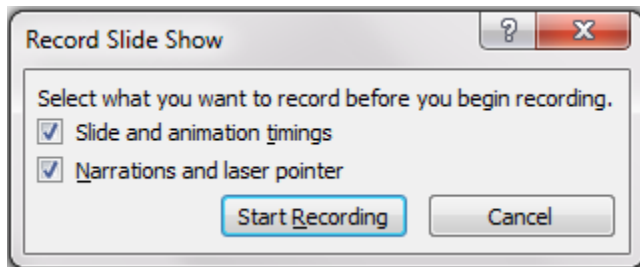 Record Slide Show
?
Select what you want to record before you begin recording.
Slide and animation timings
Narrations and laser pointer
Start Recording Cancel